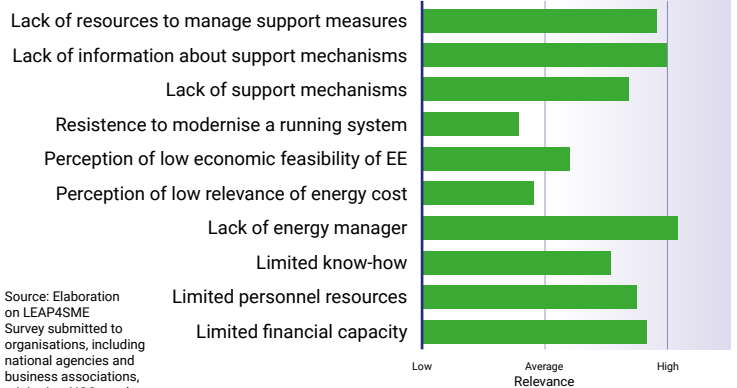 Lack of resources to manage support measures
Lack of information about support mechanisms
Lack of support mechanisms
Resistence to modernise a running system
Perception of low economic feasibility of EE
Perception of low relevance of energy cost
Lack of energy manager
Limited know-how
Limited personnel resources
Limited financial capacity
Source: Elaboration
on LEAP4SME
Survey submitted to
organisations, including
national agencies and
business associations,
Low Average High
Relevance